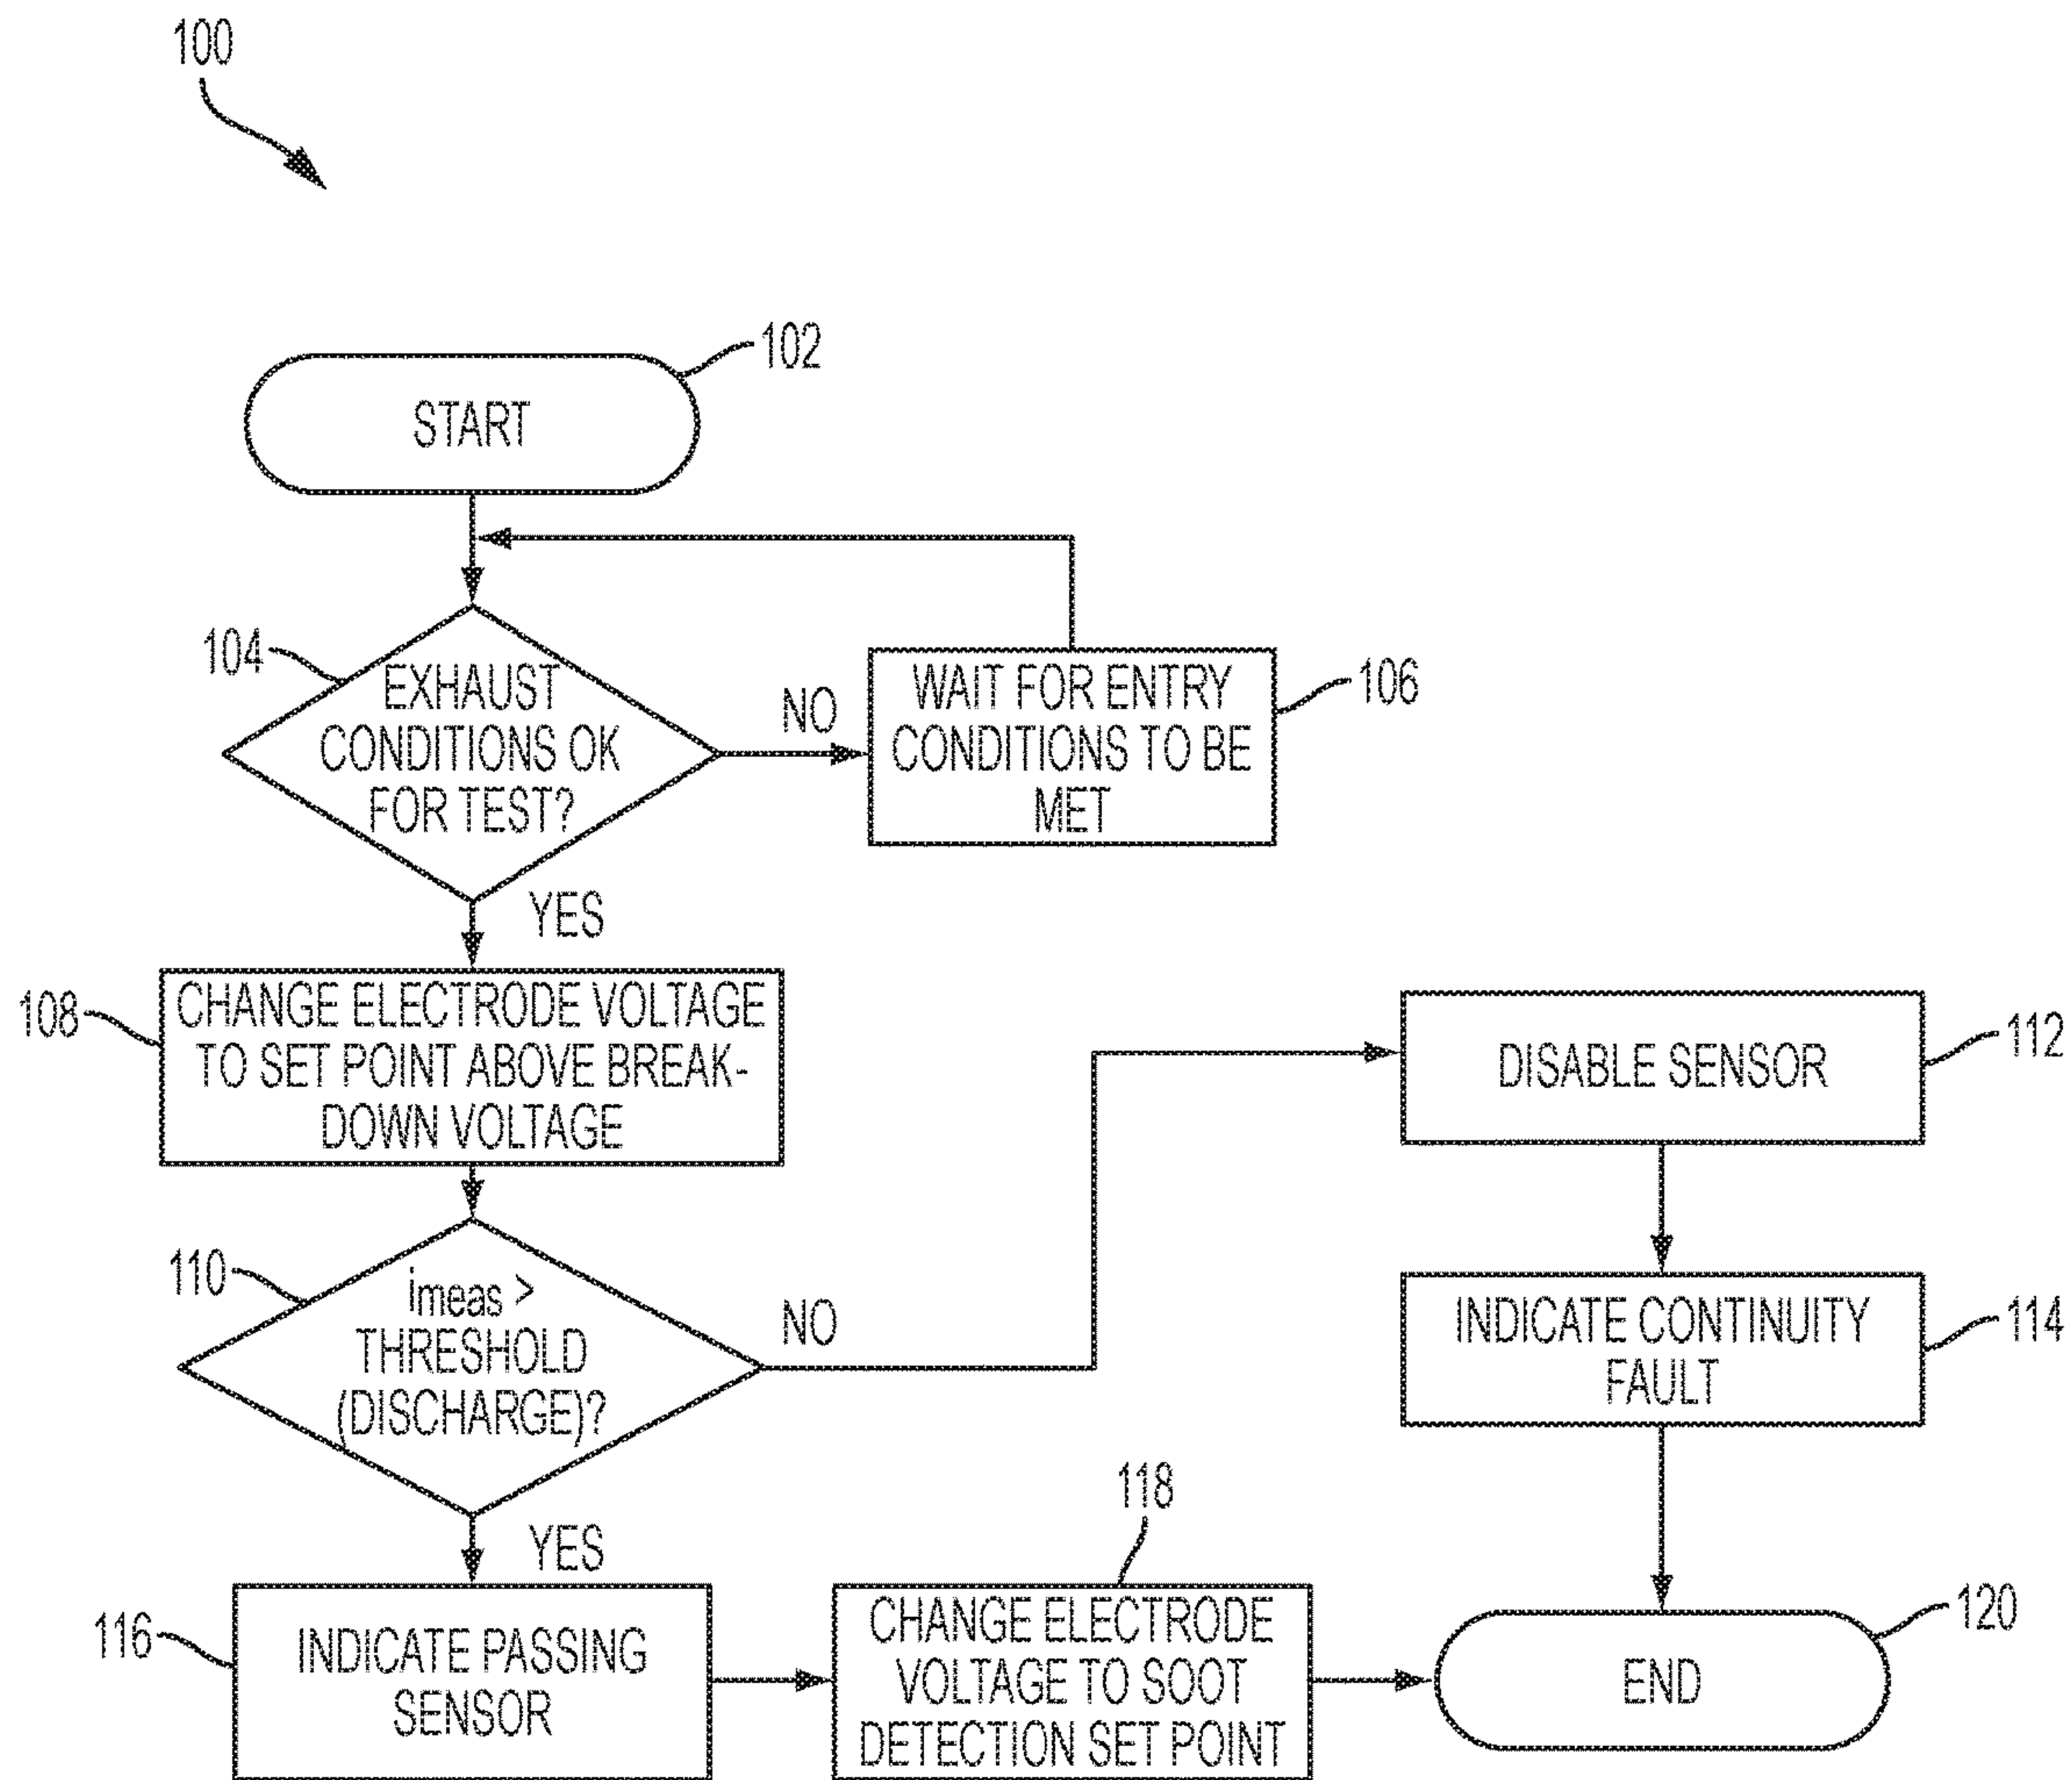 100
102
START
104
EXHAUST
CONDITIONS OK
FOR TEST?
NO
WAIT FOR ENTRY
CONDITIONS TO BE
MET
106
YES
108
CHANGE ELECTRODE VOLTAGE
TO SET POINT ABOVE BREAK-
DOWN VOLTAGE
110
imeas >
THRESHOLD
(DISCHARGE)?
NO
DISABLE SENSOR
112
INDICATE CONTINUITY
FAULT
114
YES
116
INDICATE PASSING
SENSOR
118
CHANGE ELECTRODE
VOLTAGE TO SOOT
DETECTION SET POINT
END
120